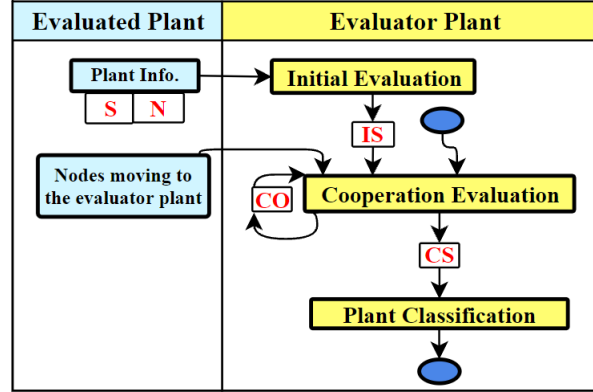 Evaluated Plant
Evaluator Plant
Plant Info.
S N
Initial Evaluation
IS
Nodes moving to
the evaluator plant
CO
Cooperation Evaluation
CS
Plant Classification